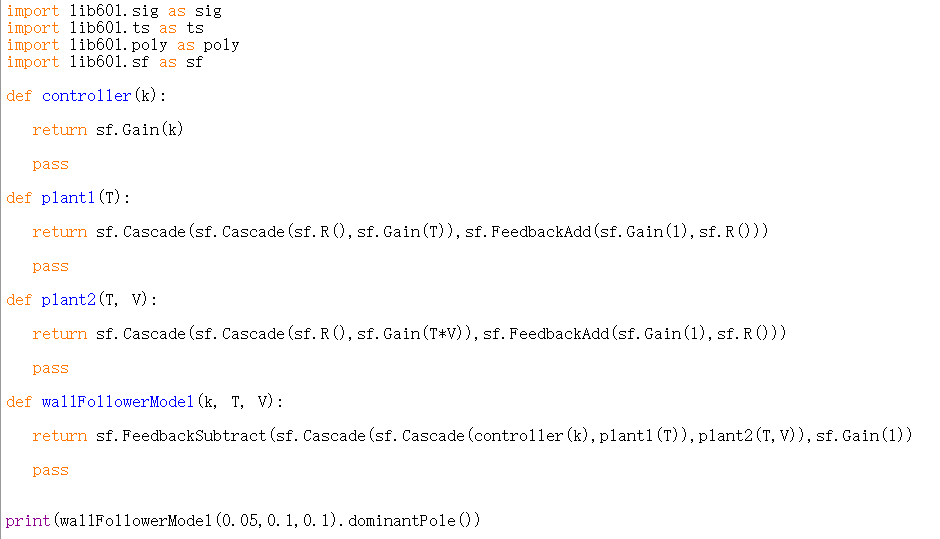 import lib601.sig as sig
import lib601.ts as ts
import lib601.poly as poly
import lib601.sf as sf
def controller(k):
return sf.Gain(k)
pass
def plant1(T):
return sf.Cascade(sf.Cascade(sf.R(),sf.Gain(T)),sf.FeedbackAdd(sf.Gain(1),sf.R()))
pass
def plant2(T, V):
return sf.Cascade(sf.Cascade(sf.R(),sf.Gain(T*V)),sf.FeedbackAdd(sf.Gain(1),sf.R()))
pass
def wallFollowerModel(k, T, V):
return sf.FeedbackSubtract(sf.Cascade(sf.Cascade(controller(k),plant1(T)),plant2(T,V)),sf.Gain(1))
pass
print(wallFollowerModel(0.05,0.1,0.1).dominantPole())